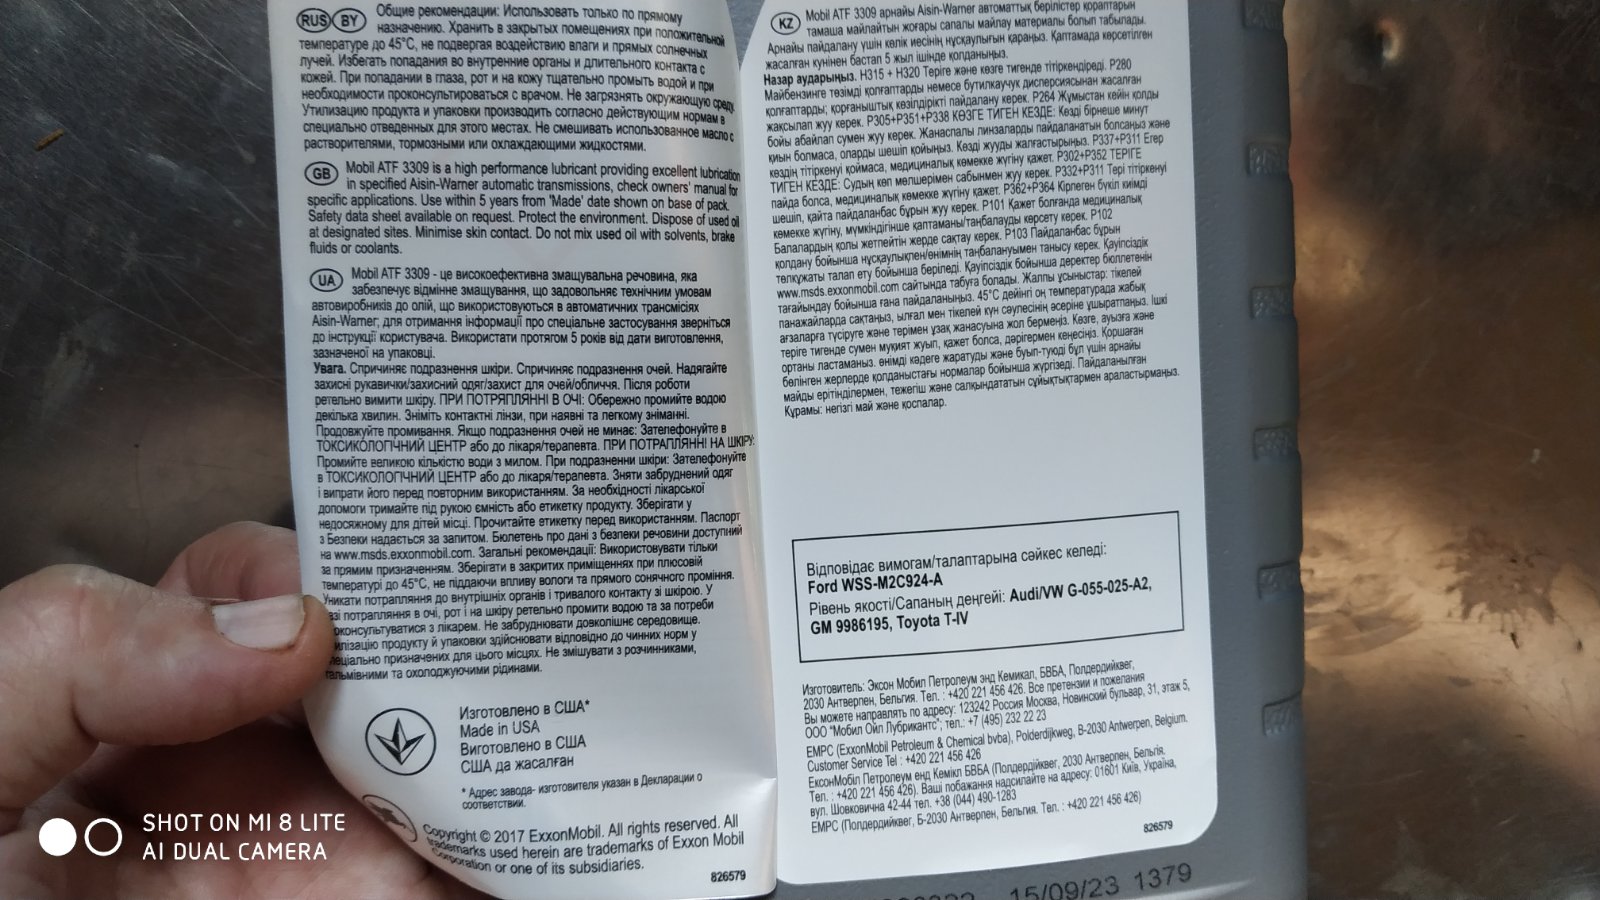 RUS BY Общие рекомендации: Использовать только по прямому
назначению. Хранить в закрытых помещениях при положительной
температуре до 45°C, не подвергая воздействию влаги и прямых солнечных
лучей. Избегать попадания во внутренние органы и длительного контакта с
кожей. При попадании в глаза, рот и на кожу тщательно промыть водой и при
необходимости проконсультироваться с врачом. Не загрязнять окружающую среду.
Утилизацию продукта и упаковки производить согласно действующим нормам в
специально отведенных для этого местах. Не смешивать использованное масло с
растворителями, тормозными или охлаждающими жидкостями.
GB Mobil ATF 3309 is a high performance lubricant providing excellent lubrication
in specified Aisin-Warner automatic transmissions, check owners' manual for
specific applications. Use within 5 years from 'Made' date shown on base of pack.
Safety data sheet available on request. Protect the environment. Dispose of used oil
at designated sites. Minimise skin contact. Do not mix used oil with solvents, brake
fluids or coolants.
UA Mobil ATF 3309 - це високоефективна змащувальна речовина, яка
забезпечує відмінне змащування, що задовольняє технічним умовам
автовиробників до олій, що використовуються в автоматичних трансмісіях
Aisin-Warner; для отримання інформації про спеціальне застосування зверніться
до інструкції користувача. Використати протягом 5 років від дати виготовлення,
зазначеної на упаковці.
Увага. Спричиняє подразнення шкіри. Спричиняє подразнення очей. Надягайте
захисні рукавички/захисний одяг/захист для очей/обличчя. Після роботи
ретельно вимити шкіру. ПРИ ПОТРЯПЛЯННІ В ОЧІ: Обережно промийте водою
декілька хвилин. Зніміть контактні лінзи, при наявні та легкому зніманні.
Продовжуйте промивання. Якщо подразнення очей не минає: Зателефонуйте в
ТОКСИКОЛОГІЧНИЙ ЦЕНТР або до лікаря/терапевта. ПРИ ПОТРАПЛЯННІ НА ШКІРУ:
Промийте великою кількістю води з милом. При подразненни шкіри: Зателефонуйте
в ТОКСИКОЛОГІЧНИЙ ЦЕНТР або до лікаря/терапевта. Зняти забруднений одяг
і випрати його перед повторним використанням. За необхідності лікарської
допомоги тримайте під рукою ємність або етикетку продукту. Зберігати у
недосяжному для дітей місці. Прочитайте етикетку перед використанням. Паспорт
з Безпеки надається за запитом. Бюлетень про дані з безпеки речовини доступний
на www.msds.exxonmobil.com. Загальні рекомендації: Використовувати тільки
за прямим призначенням. Зберігати в закритих приміщеннях при плюсовій
температурі до 45°C, не піддаючи впливу вологи та прямого сонячного проміння.
Уникати потрапляння до внутрішніх органів і тривалого контакту зі шкірою. У
разі потрапляння в очі, рот і на шкіру ретельно промити водою та за потреби
проконсультуватися з лікарем. Не забруднювати довколішнє середовище.
Утилізацію продукту й упаковки здійснювати відповідно до чинних норм у
спеціально призначених для цього місцях. Не змішувати з розчинниками,
гальмівними та охолоджуючими рідинами.
Изготовлено в США*
Made in USA
Виготовлено в США
США да жасалған
* Адрес завода- изготовителя указан в Декларации о
соответствии.
Copyright © 2017 ExxonMobil. All rights reserved. All
trademarks used herein are trademarks of Exxon Mobil
Corporation or one of its subsidiaries.
826579
KZ Mobil ATF 3309 арнайы Aisin-Warner автоматтық берілістер қораптарын
тамаша майлайтын жоғары сапалы майлау материалы болып табылады.
Арнайы пайдалану үшін көлік иесінің нұсқаулығын қараңыз. Қаптамада көрсетілген
жасалған күнінен бастап 5 жыл ішінде қолданыңыз.
Назар аударыңыз. H315 + H320 Теріге және көзге тигенде тітіркендіреді. P280
Майбензинге төзімді қолғаптарды немесе бутилкаучук дисперсиясынан жасалған
қолғаптарды; қорғаныштық көзілдірікті пайдалану керек. P264 Жұмыстан кейін қолды
жақсылап жуу керек. P305+P351+P338 КӨЗГЕ ТИГЕН КЕЗДЕ: Көзді бірнеше минут
бойы абайлап сумен жуу керек. Жанаспалы линзаларды пайдаланатын болсаңыз және
қиын болмаса, оларды шешіп қойыңыз. Көзді жууды жалғастырыңыз. P337+P311 Егер
көздің тітіркенуі қоймаса, медициналық көмекке жүгіну қажет. P302+P352 ТЕРІГЕ
ТИГЕН КЕЗДЕ: Судың көп мөлшерімен сабынмен жуу керек. P332+P311 Тері тітіркенуі
пайда болса, медициналық көмекке жүгіну қажет. P362+P364 Кірлеген бүкіл киімді
шешіп, қайта пайдаланбас бұрын жуу керек. P101 Қажет болғанда медициналық
көмекке жүгіну, мүмкіндігінше қаптаманы/таңбалауды көрсету керек. P102
Балалардың қолы жетпейтін жерде сақтау керек. P103 Пайдаланбас бұрын
қолдану бойынша нұсқаулықпен/өнімнің таңбалануымен танысу керек. Қауіпсіздік
төлқұжаты талап ету бойынша беріледі. Қауіпсіздік бойынша деректер бюллетенін
www.msds.exxonmobil.com сайтында табуға болады. Жалпы ұсыныстар: тікелей
тағайындау бойынша ғана пайдаланыңыз. 45°C дейінгі оң температурада жабық
панажайларда сақтаңыз, ылғал мен тікелей күн сәулесінің әсеріне ұшыратпаңыз. Ішкі
ағзаларға түсіруге және терімен ұзақ жанасуына жол бермеңіз. Көзге, ауызға және
теріге тигенде сумен мұқият жуып, қажет болса, дәрігермен кеңесіңіз. Қоршаған
ортаны ластамаңыз. өнімді кәдеге жаратуды және буып-түюді бұл үшін арнайы
бөлінген жерлерде қолданыстағы нормалар бойынша жүргізеді. Пайдаланылған
майды ерітінділермен, тежегіш және салқындататын сұйықтықтармен араластырмаңыз.
Құрамы: негізгі май және қоспалар.
Відповідає вимогам/талаптарына сәйкес келеді:
Ford WSS-M2C924-A
Рівень якості/Сапаның деңгейі: Audi/VW G-055-025-A2,
GM 9986195, Toyota T-IV
Изготовитель: Эксон Мобил Петролеум энд Кемикал, БВБА, Полдердийквег,
2030 Антверпен, Бельгия. Тел. : +420 221 456 426. Все претензии и пожелания
Вы можете направлять по адресу: 123242 Россия Москва, Новинский бульвар, 31, этаж 5,
ООО "Мобил Ойл Лубрикантс"; тел.: +7 (495) 232 22 23
EMPC (ExxonMobil Petroleum & Chemical bvba), Polderdijkweg, B-2030 Antwerpen, Belgium.
Customer Service Tel : +420 221 456 426
ЕксонМобіл Петролеум енд Кемікл БВБА (Полдердійквег, 2030 Антверпен, Бельгія.
Тел. : +420 221 456 426). Ваші побажання надсилайте на адресу: 01601 Київ, Україна,
вул. Шовковична 42-44 тел. +38 (044) 490-1283
EMPC (Полдердийквег, Б-2030 Антверпен, Бельгия. Тел. : +420 221 456 426)
826579
15/09/23 1379
SHOT ON MI 8 LITE
AI DUAL CAMERA